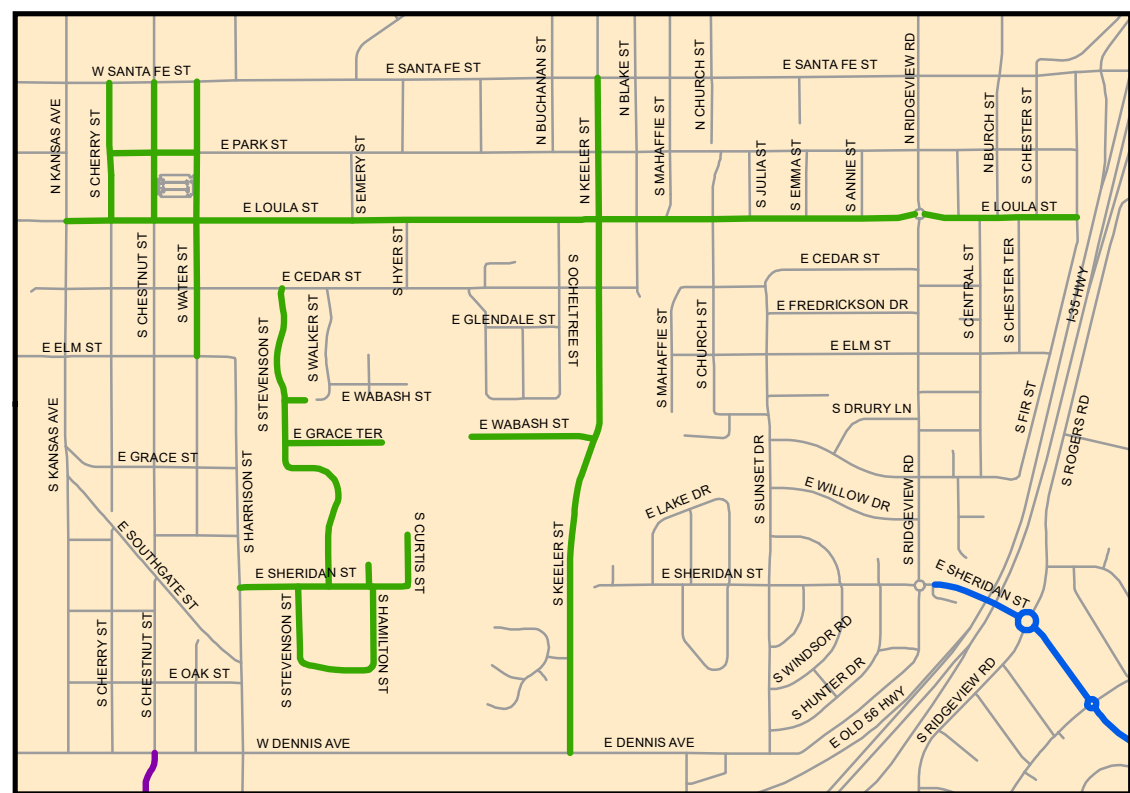 W SANTA FE ST
E SANTA FE ST
E SANTA FE ST
N BUCHANAN ST
N BLAKE ST
N CHURCH ST
N RIDGEVIEW RD
N KANSAS AVE
S CHERRY ST
E PARK ST
S EMERY ST
N KEELER ST
S MAHAFFIE ST
S JULIA ST
S EMMA ST
S ANNIE ST
N BURCH ST
S CHESTER ST
E LOULA ST
E LOULA ST
S CHESTNUT ST
S WATER ST
S HYER ST
E CEDAR ST
S OCHELTREE ST
E CEDAR ST
S CENTRAL ST
S CHESTER TER
I-35 HWY
E FREDRICKSON DR
E GLENDALE ST
S STEVENSON ST
S WALKER ST
E ELM ST
E ELM ST
S MAHAFFIE ST
S CHURCH ST
E WABASH ST
S DRURY LN
S FIR ST
S KANSAS AVE
E GRACE TER
E WABASH ST
S ROGERS RD
E GRACE ST
S HARRISON ST
S SUNSET DR
E WILLOW DR
E LAKE DR
S RIDGEVIEW RD
E SOUTHGATE ST
S CURTIS ST
S KEELER ST
E SHERIDAN ST
E SHERIDAN ST
E SHERIDAN ST
S CHERRY ST
S CHESTNUT ST
S STEVENSON ST
S HAMILTON ST
S WINDSOR RD
E OAK ST
S HUNTER DR
E OLD 56 HWY
S RIDGEVIEW RD
W DENNIS AVE
E DENNIS AVE